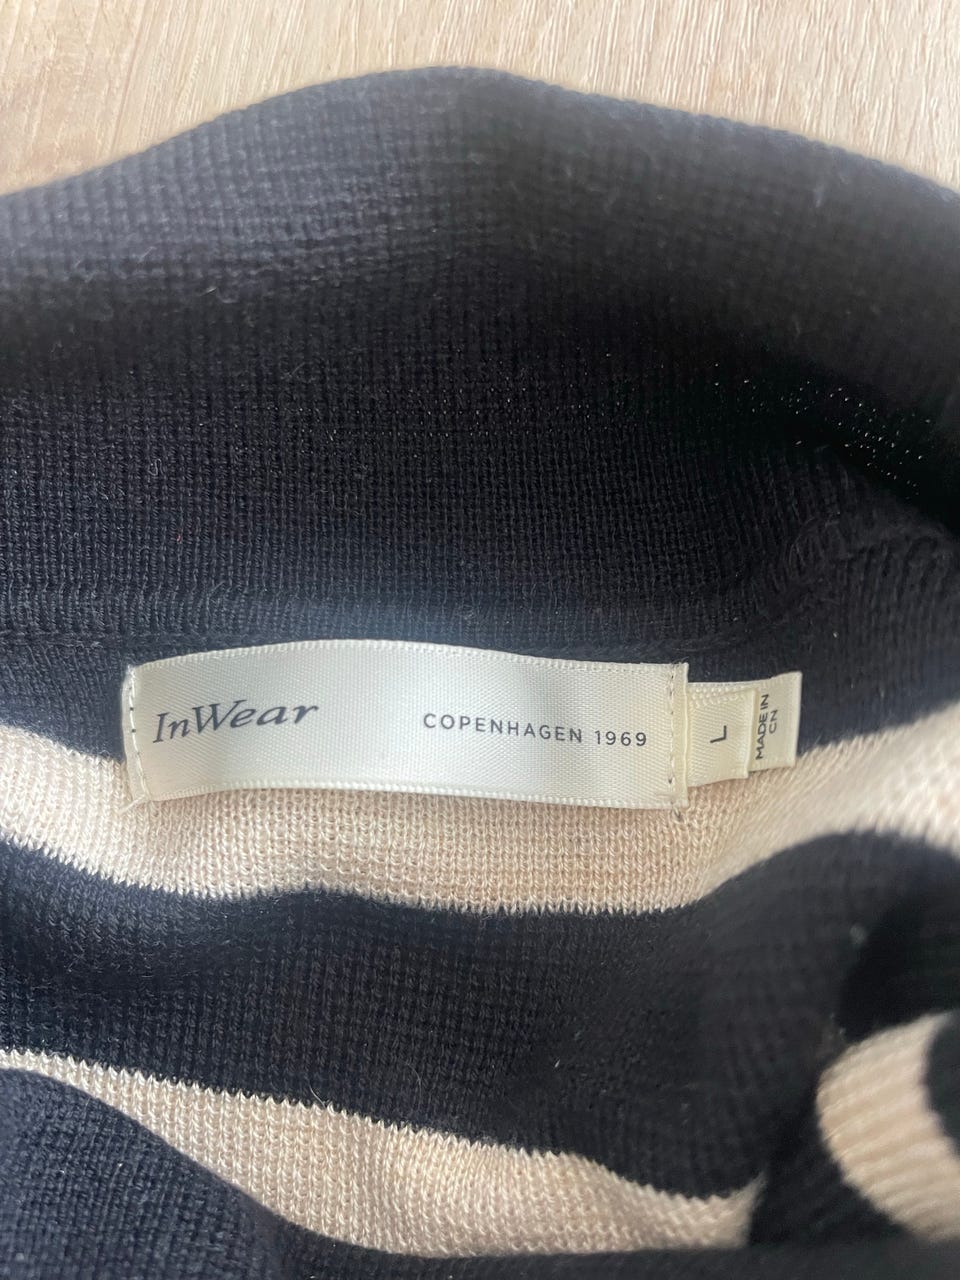 InWear
COPENHAGEN 1969
L
MADE IN
CN